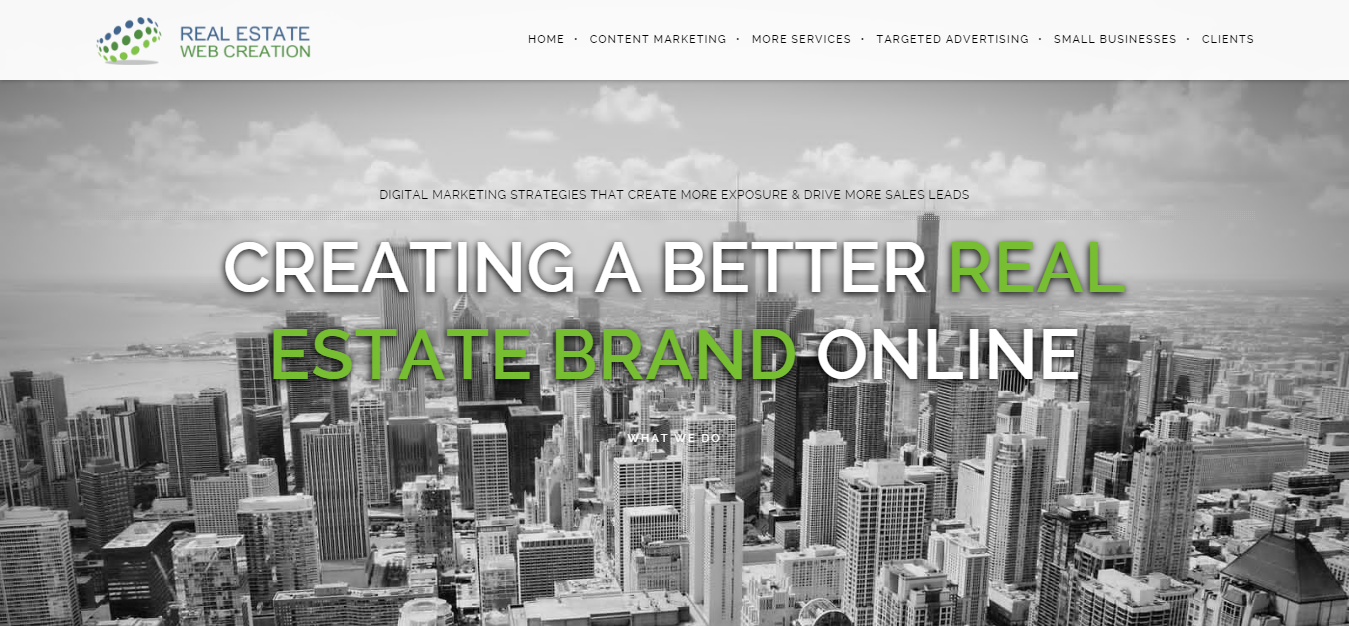 REAL ESTATE
WEB CREATION
HOME • CONTENT MARKETING • MORE SERVICES • TARGETED ADVERTISING • SMALL BUSINESSES • CLIENTS
DIGITAL MARKETING STRATEGIES THAT CREATE MORE EXPOSURE & DRIVE MORE SALES LEADS
CREATING A BETTER REAL
ESTATE BRAND ONLINE
WHAT WE DO